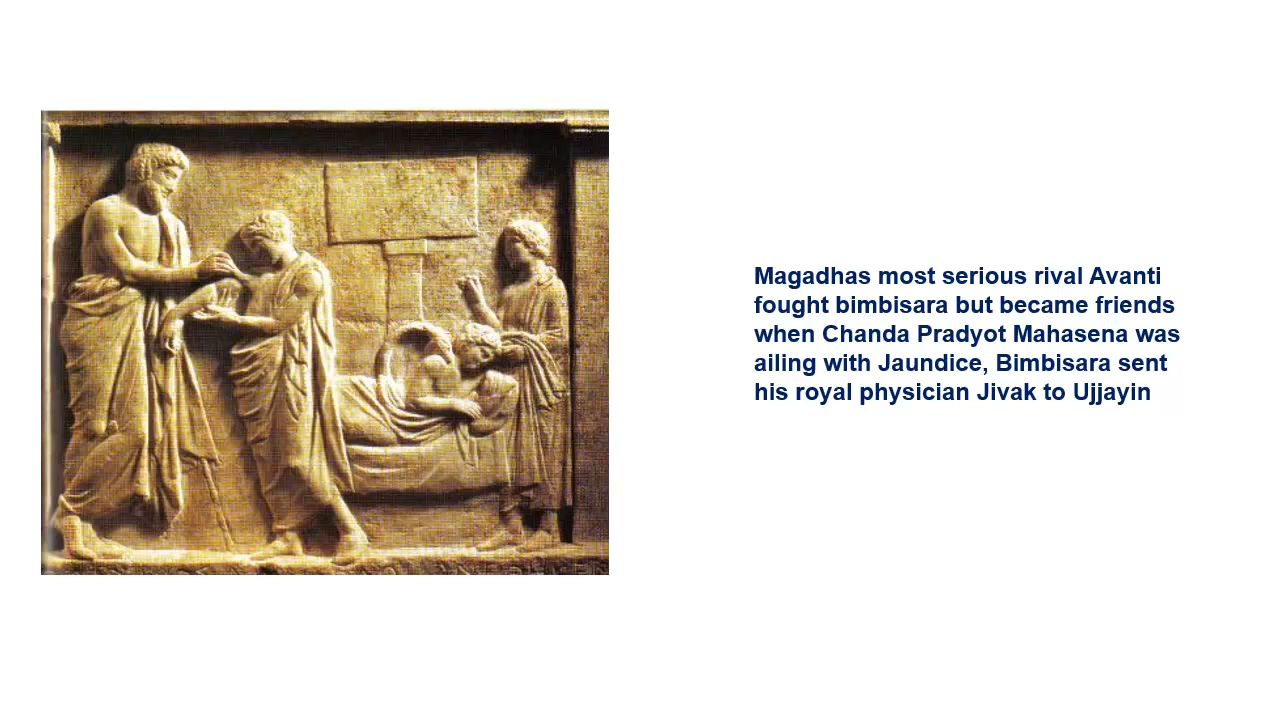 Magadhas most serious rival Avanti
fought bimbisara but became friends
when Chanda Pradyot Mahasena was
ailing with Jaundice, Bimbisara sent
his royal physician Jivak to Ujjayin